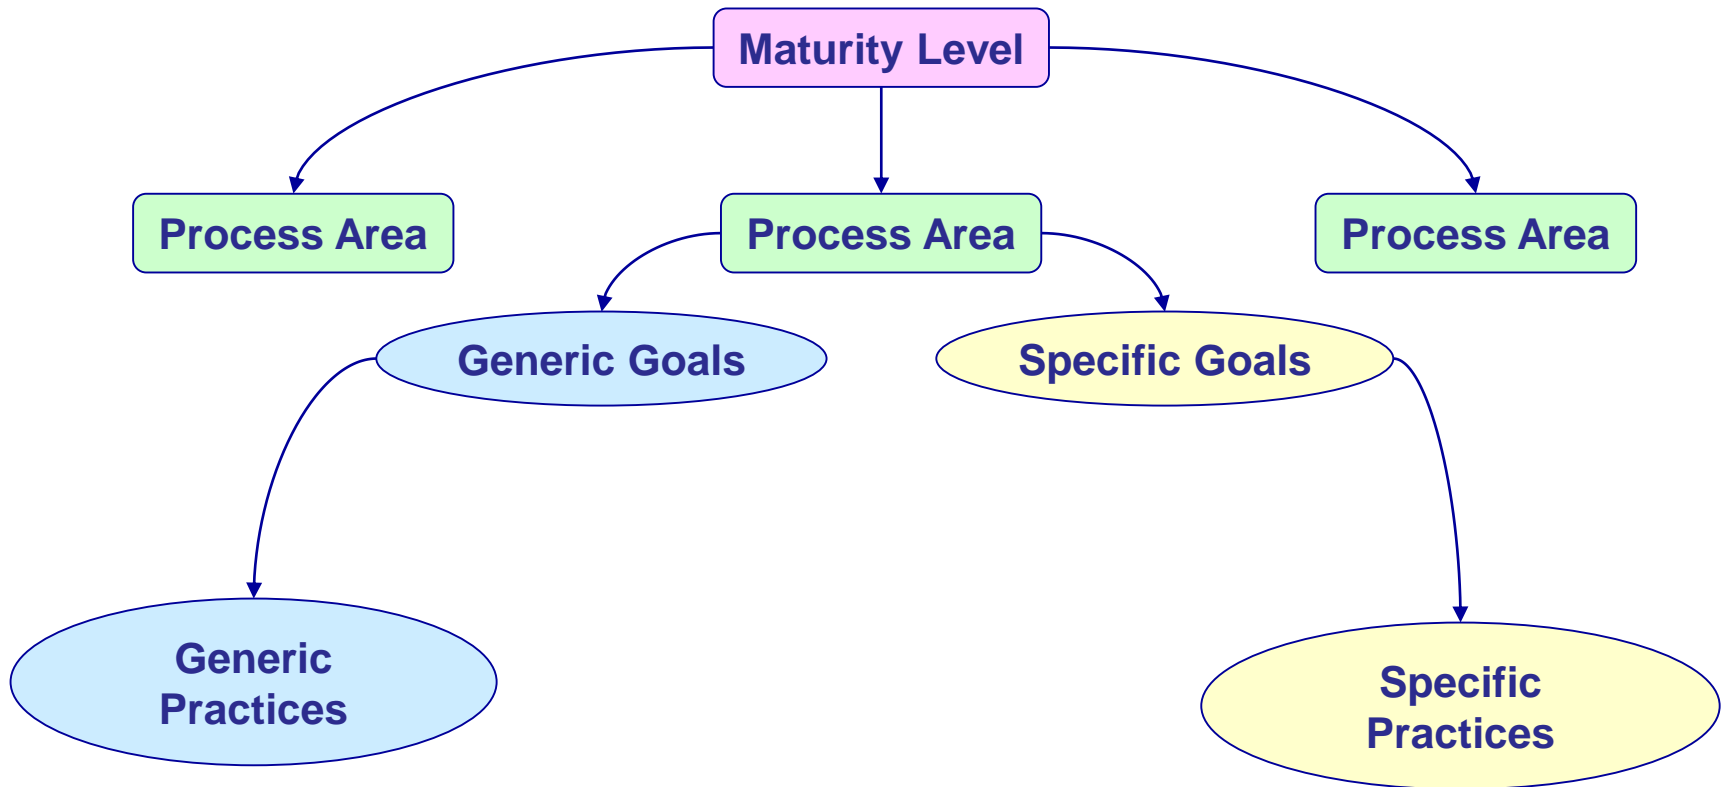 Maturity Level
Process Area
Process Area
Process Area
Generic Goals
Specific Goals
Generic
Practices
Specific
Practices